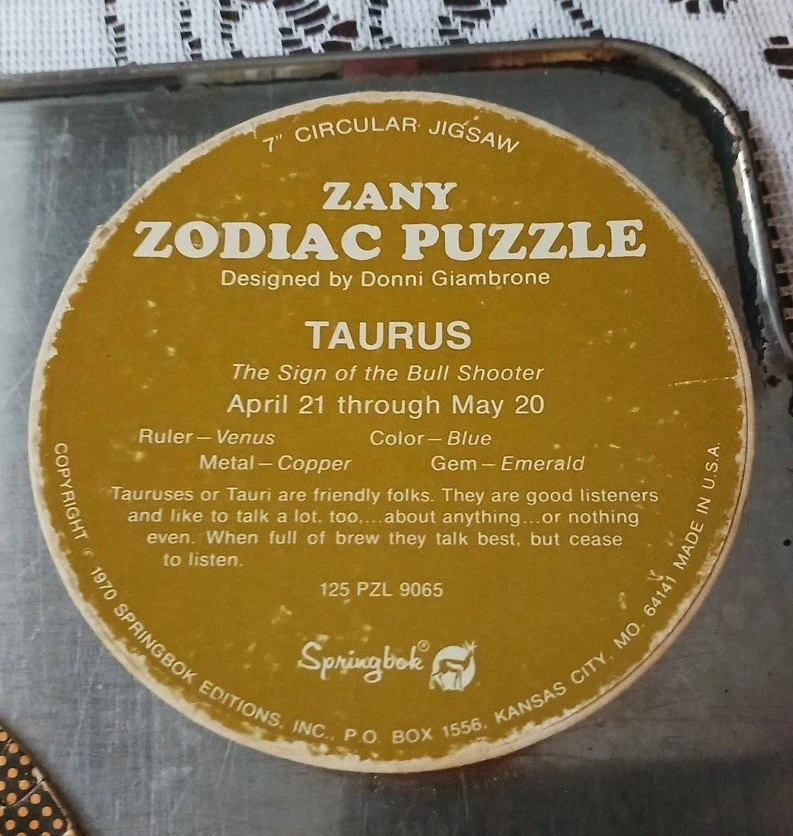 7" CIRCULAR JIGSAW
ZANY
ZODIAC PUZZLE
Designed by Donni Giambrone
TAURUS
The Sign of the Bull Shooter
April 21 through May 20
Ruler—Venus Color—Blue
Metal—Copper Gem—Emerald
Tauruses or Tauri are friendly folks. They are good listeners
and like to talk a lot, too,...about anything...or nothing
even. When full of brew they talk best, but cease
to listen.
125 PZL 9065
Springbok®
COPYRIGHT © 1970 SPRINGBOK EDITIONS, INC., P.O. BOX 1556, KANSAS CITY, MO. 64141 MADE IN U.S.A.